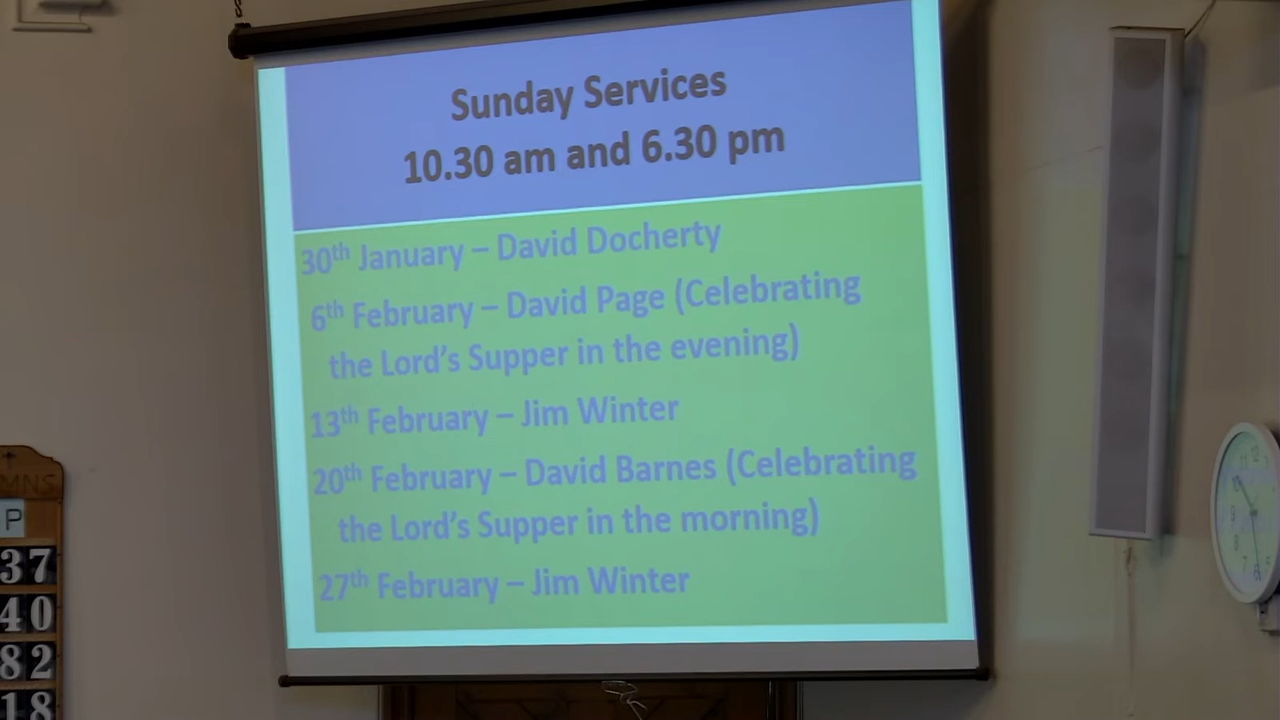 Sunday Services
10.30 am and 6.30 pm
30th January – David Docherty
6th February – David Page (Celebrating
the Lord's Supper in the evening)
13th February – Jim Winter
20th February – David Barnes (Celebrating
the Lord's Supper in the morning)
27th February – Jim Winter
MNS
P
37
40
82
18